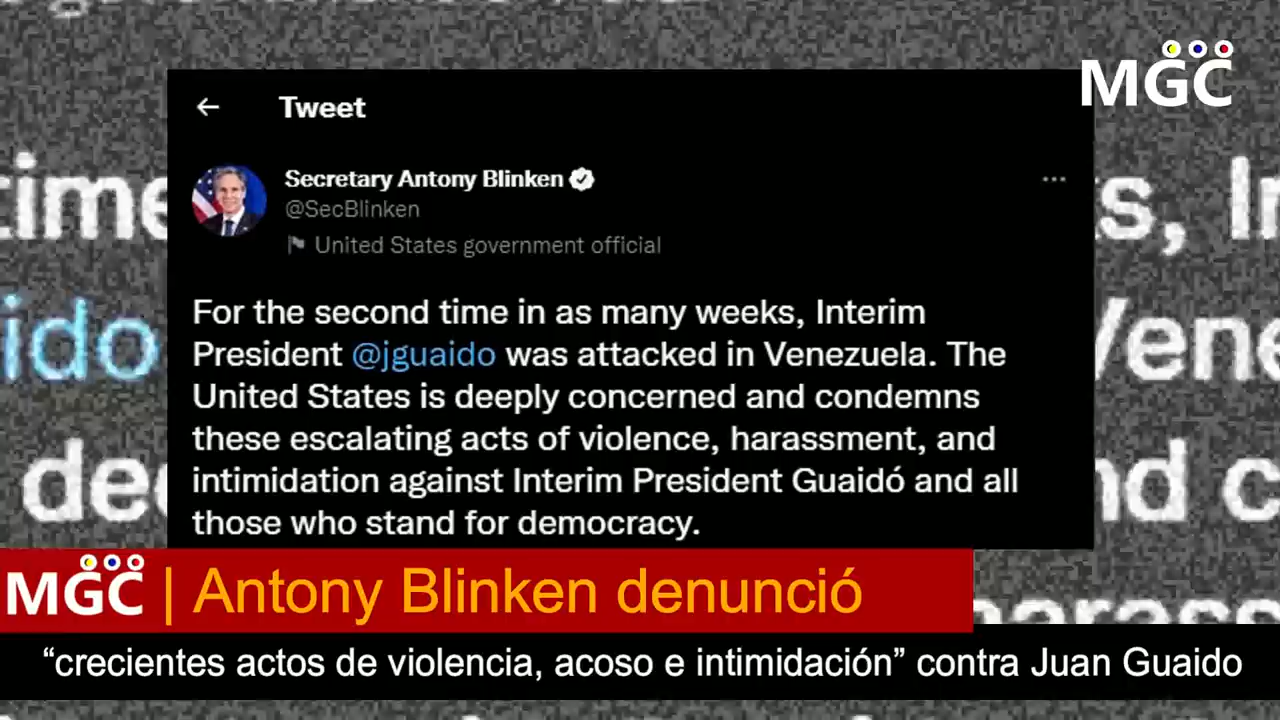 MGC
Tweet
Secretary Antony Blinken
@SecBlinken
United States government official
For the second time in as many weeks, Interim
President @jguaido was attacked in Venezuela. The
United States is deeply concerned and condemns
these escalating acts of violence, harassment, and
intimidation against Interim President Guaidó and all
those who stand for democracy.
MGC | Antony Blinken denunció
“crecientes actos de violencia, acoso e intimidación” contra Juan Guaido